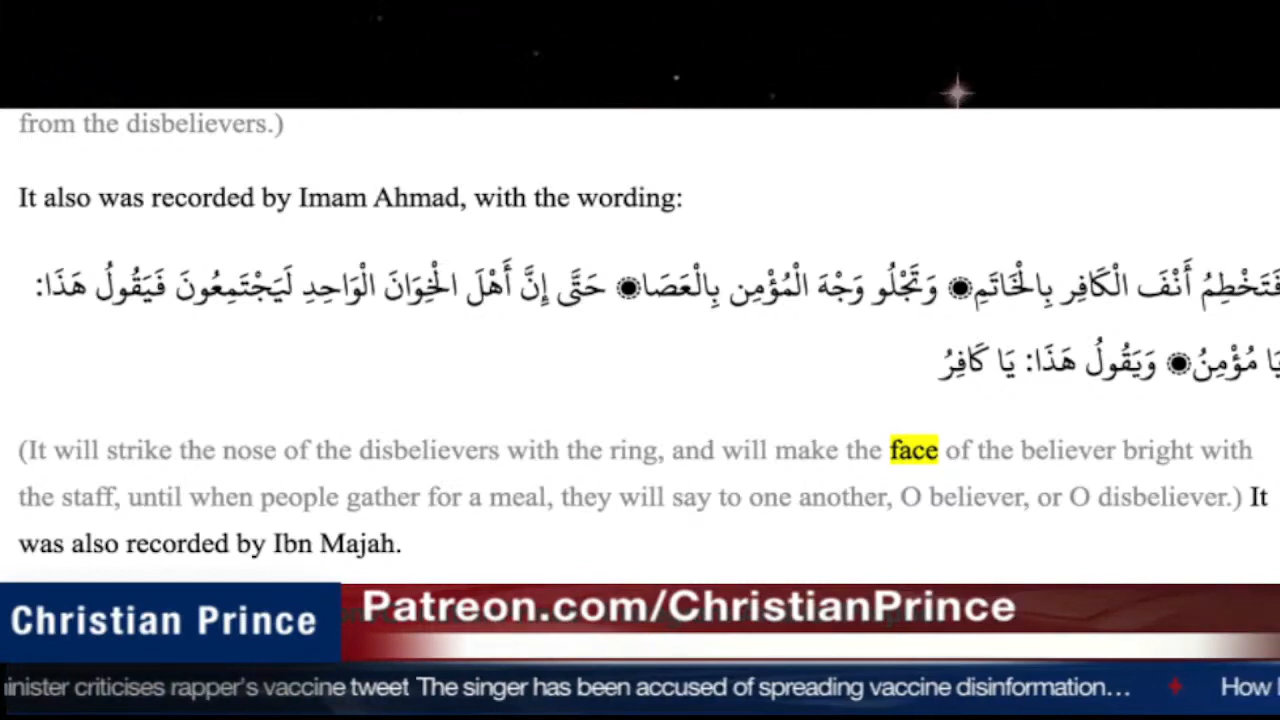 from the disbelievers.)
It also was recorded by Imam Ahmad, with the wording:
فَتَخْطِمُ أَنْفَ الْكَافِر بِالْخَاتَمِ، وَتَجْلُو وَجْهَ الْمُؤْمِن بِالْعَصَا، حَتَّى إِنَّ أَهْلَ الْخِوَانَ الْوَاحِدِ لَيَجْتَمِعُونَ فَيَقُولُ هَذَا:
يَا مُؤْمِنُ، وَيَقُولُ هَذَا: يَا كَافِرُ
(It will strike the nose of the disbelievers with the ring, and will make the face of the believer bright with
the staff, until when people gather for a meal, they will say to one another, O believer, or O disbeliever.) It
was also recorded by Ibn Majah.
Christian Prince
Patreon.com/ChristianPrince
criticises rapper's vaccine tweet 'The singer has been accused of spreading vaccine disinformation... How